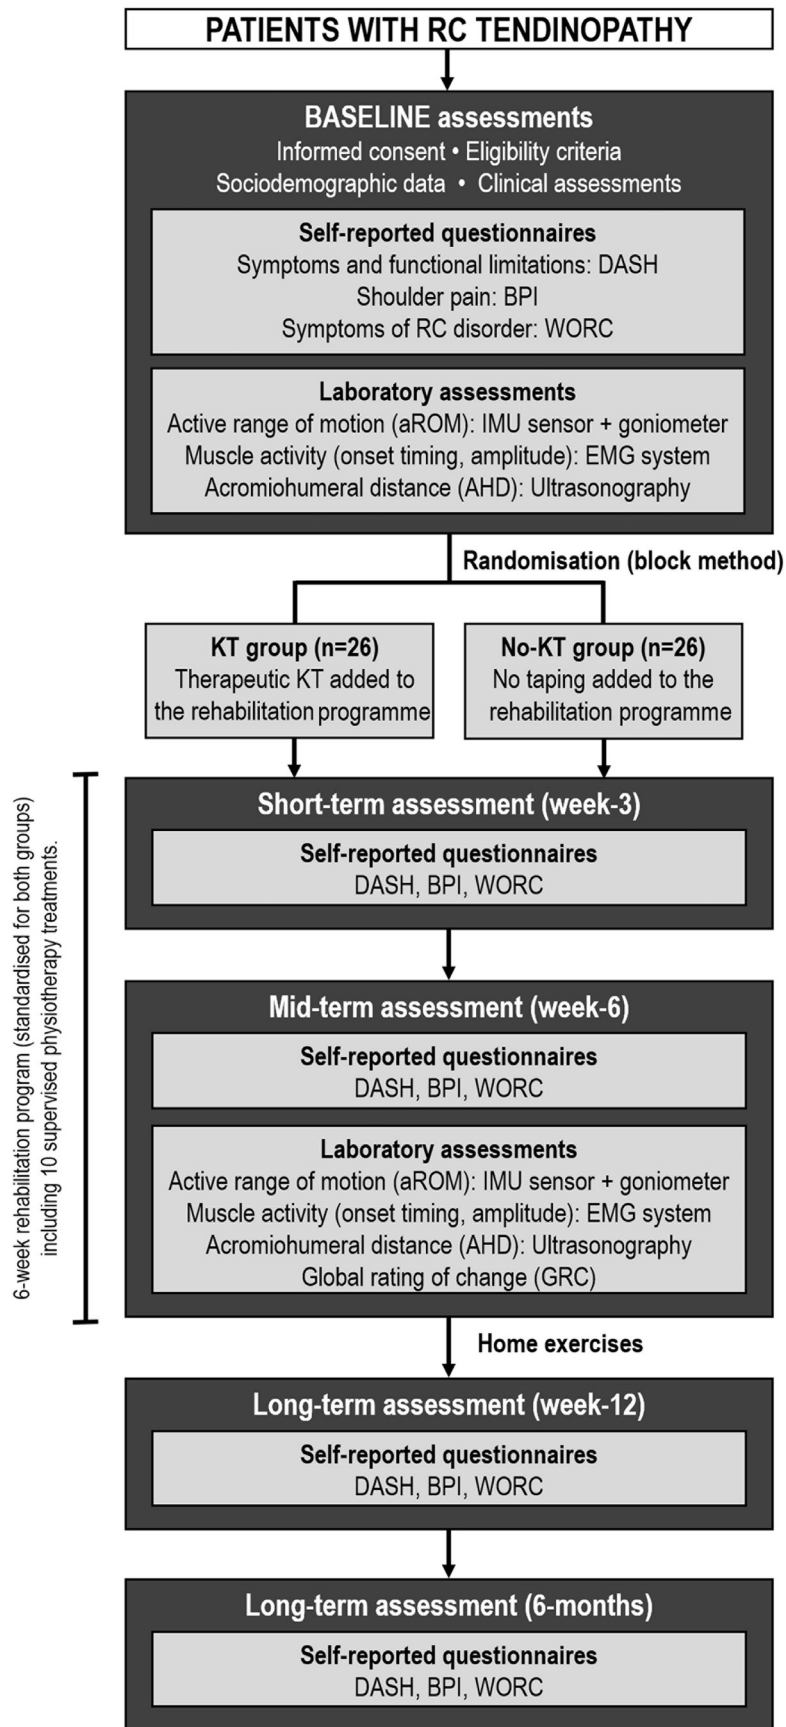 PATIENTS WITH RC TENDINOPATHY
BASELINE assessments
Informed consent • Eligibility criteria
Sociodemographic data • Clinical assessments
Self-reported questionnaires
Symptoms and functional limitations: DASH
Shoulder pain: BPI
Symptoms of RC disorder: WORC
Laboratory assessments
Active range of motion (aROM): IMU sensor + goniometer
Muscle activity (onset timing, amplitude): EMG system
Acromiohumeral distance (AHD): Ultrasonography
Randomisation (block method)
KT group (n=26)
Therapeutic KT added to
the rehabilitation programme
No-KT group (n=26)
No taping added to the
rehabilitation programme
6-week rehabilitation program (standardised for both groups)
including 10 supervised physiotherapy treatments.
Short-term assessment (week-3)
Self-reported questionnaires
DASH, BPI, WORC
Mid-term assessment (week-6)
Self-reported questionnaires
DASH, BPI, WORC
Laboratory assessments
Active range of motion (aROM): IMU sensor + goniometer
Muscle activity (onset timing, amplitude): EMG system
Acromiohumeral distance (AHD): Ultrasonography
Global rating of change (GRC)
Home exercises
Long-term assessment (week-12)
Self-reported questionnaires
DASH, BPI, WORC
Long-term assessment (6-months)
Self-reported questionnaires
DASH, BPI, WORC